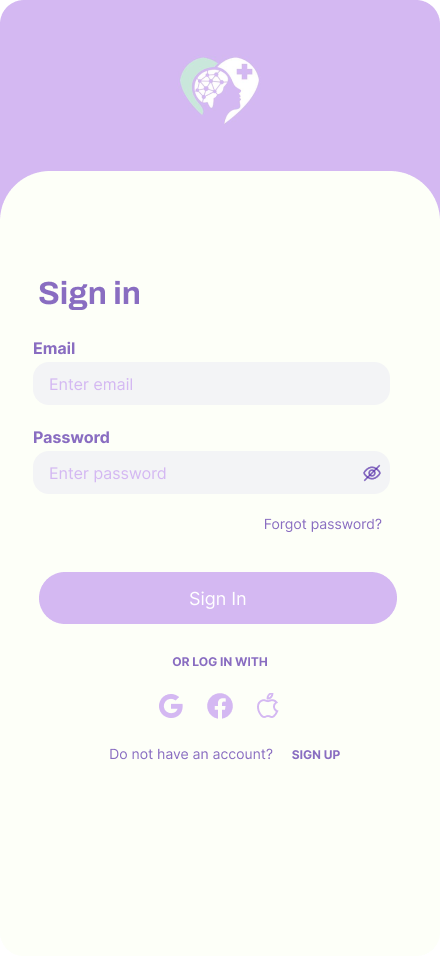 Sign in
Email
Enter email
Password
Enter password
Forgot password?
Sign In
OR LOG IN WITH
Do not have an account? SIGN UP